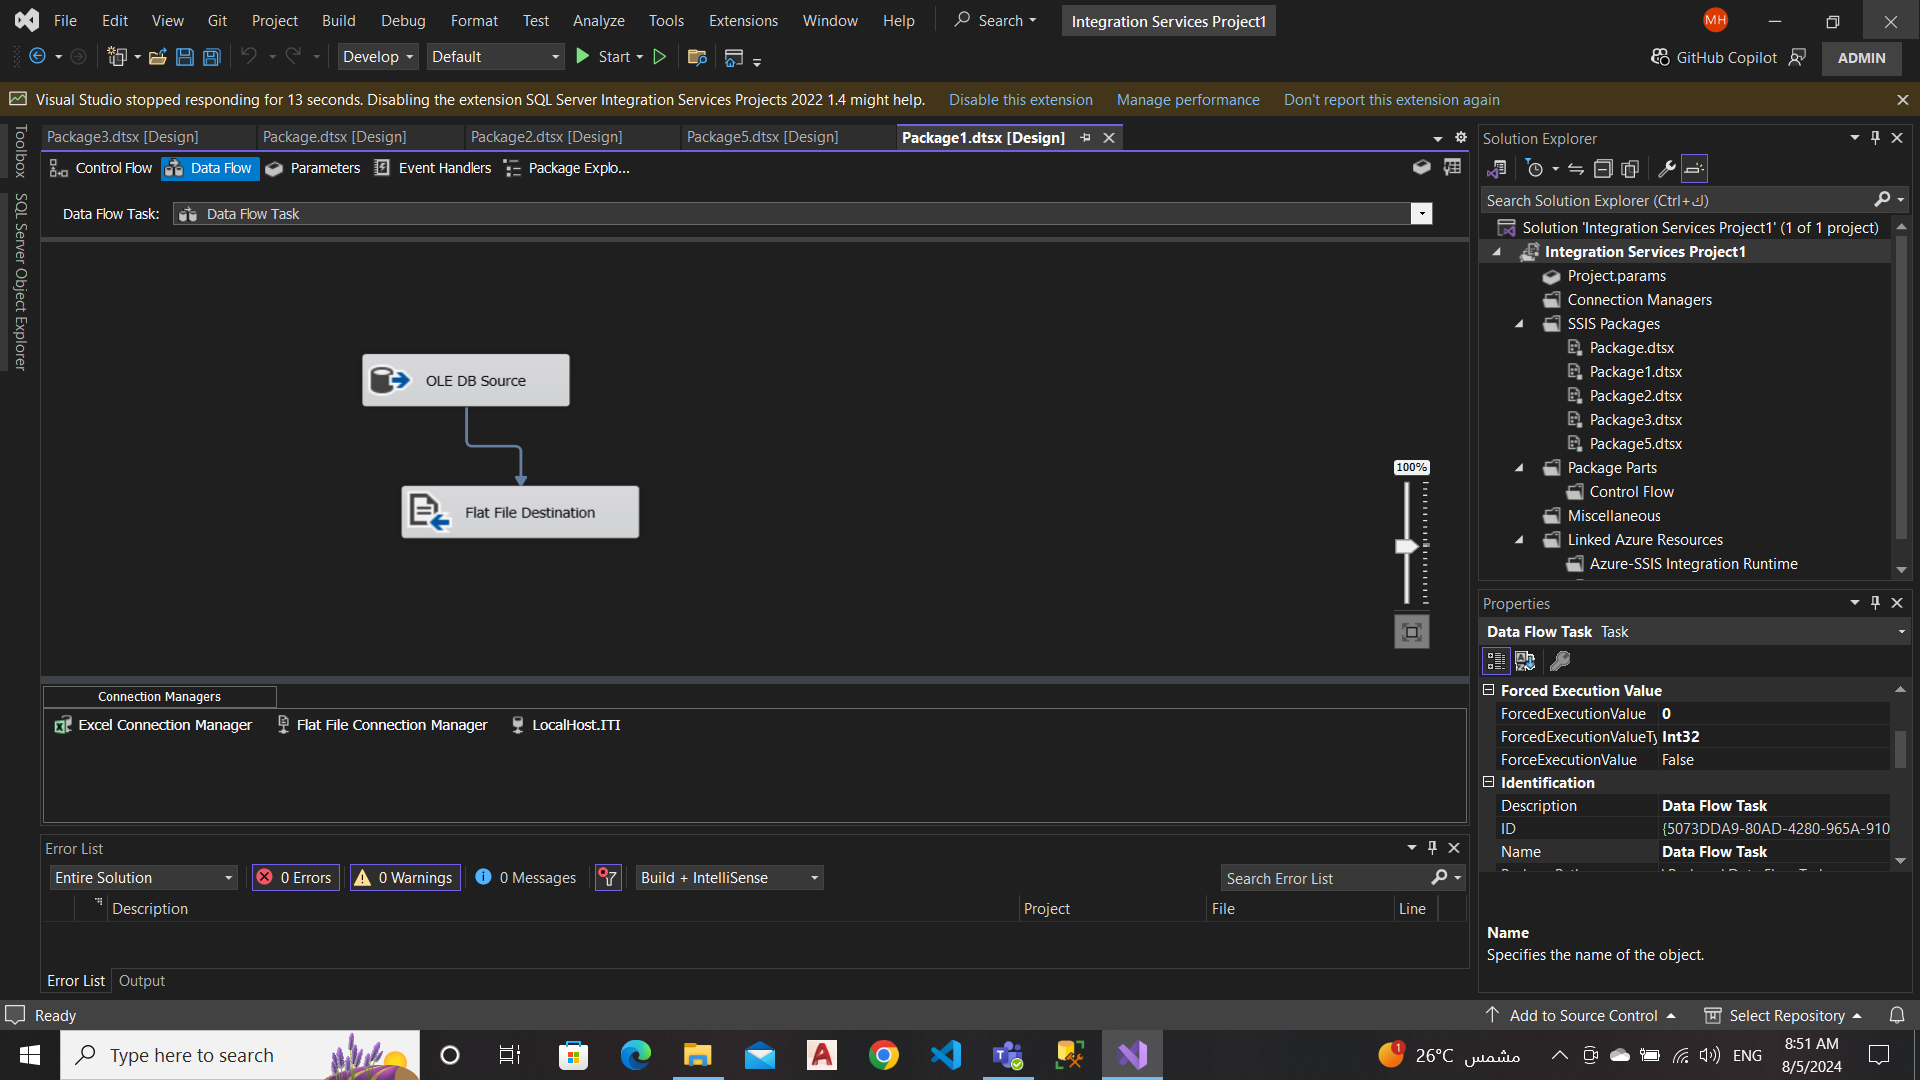 File Edit View Git Project Build Debug Format Test Analyze Tools Extensions Window Help Search Integration Services Project1 MH
Develop Default Start GitHub Copilot ADMIN
Visual Studio stopped responding for 13 seconds. Disabling the extension SQL Server Integration Services Projects 2022 1.4 might help. Disable this extension Manage performance Don't report this extension again
Toolbox
SQL Server Object Explorer
Package3.dtsx [Design] Package.dtsx [Design] Package2.dtsx [Design] Package5.dtsx [Design] Package1.dtsx [Design]
Control Flow Data Flow Parameters Event Handlers Package Explo...
Data Flow Task: Data Flow Task
OLE DB Source
Flat File Destination
100%
Connection Managers
Excel Connection Manager Flat File Connection Manager LocalHost.ITI
Error List
Entire Solution 0 Errors 0 Warnings 0 Messages Build + IntelliSense Search Error List
Description Project File Line
Error List Output
Solution Explorer
Search Solution Explorer (Ctrl+ك)
Solution 'Integration Services Project1' (1 of 1 project)
Integration Services Project1
Project.params
Connection Managers
SSIS Packages
Package.dtsx
Package1.dtsx
Package2.dtsx
Package3.dtsx
Package5.dtsx
Package Parts
Control Flow
Miscellaneous
Linked Azure Resources
Azure-SSIS Integration Runtime
Properties
Data Flow Task Task
Forced Execution Value
ForcedExecutionValue 0
ForcedExecutionValueTy Int32
ForceExecutionValue False
Identification
Description Data Flow Task
ID {5073DDA9-80AD-4280-965A-910
Name Data Flow Task
Name
Specifies the name of the object.
Ready Add to Source Control Select Repository
Type here to search 1 26°C مشمس ENG 8:51 AM
8/5/2024